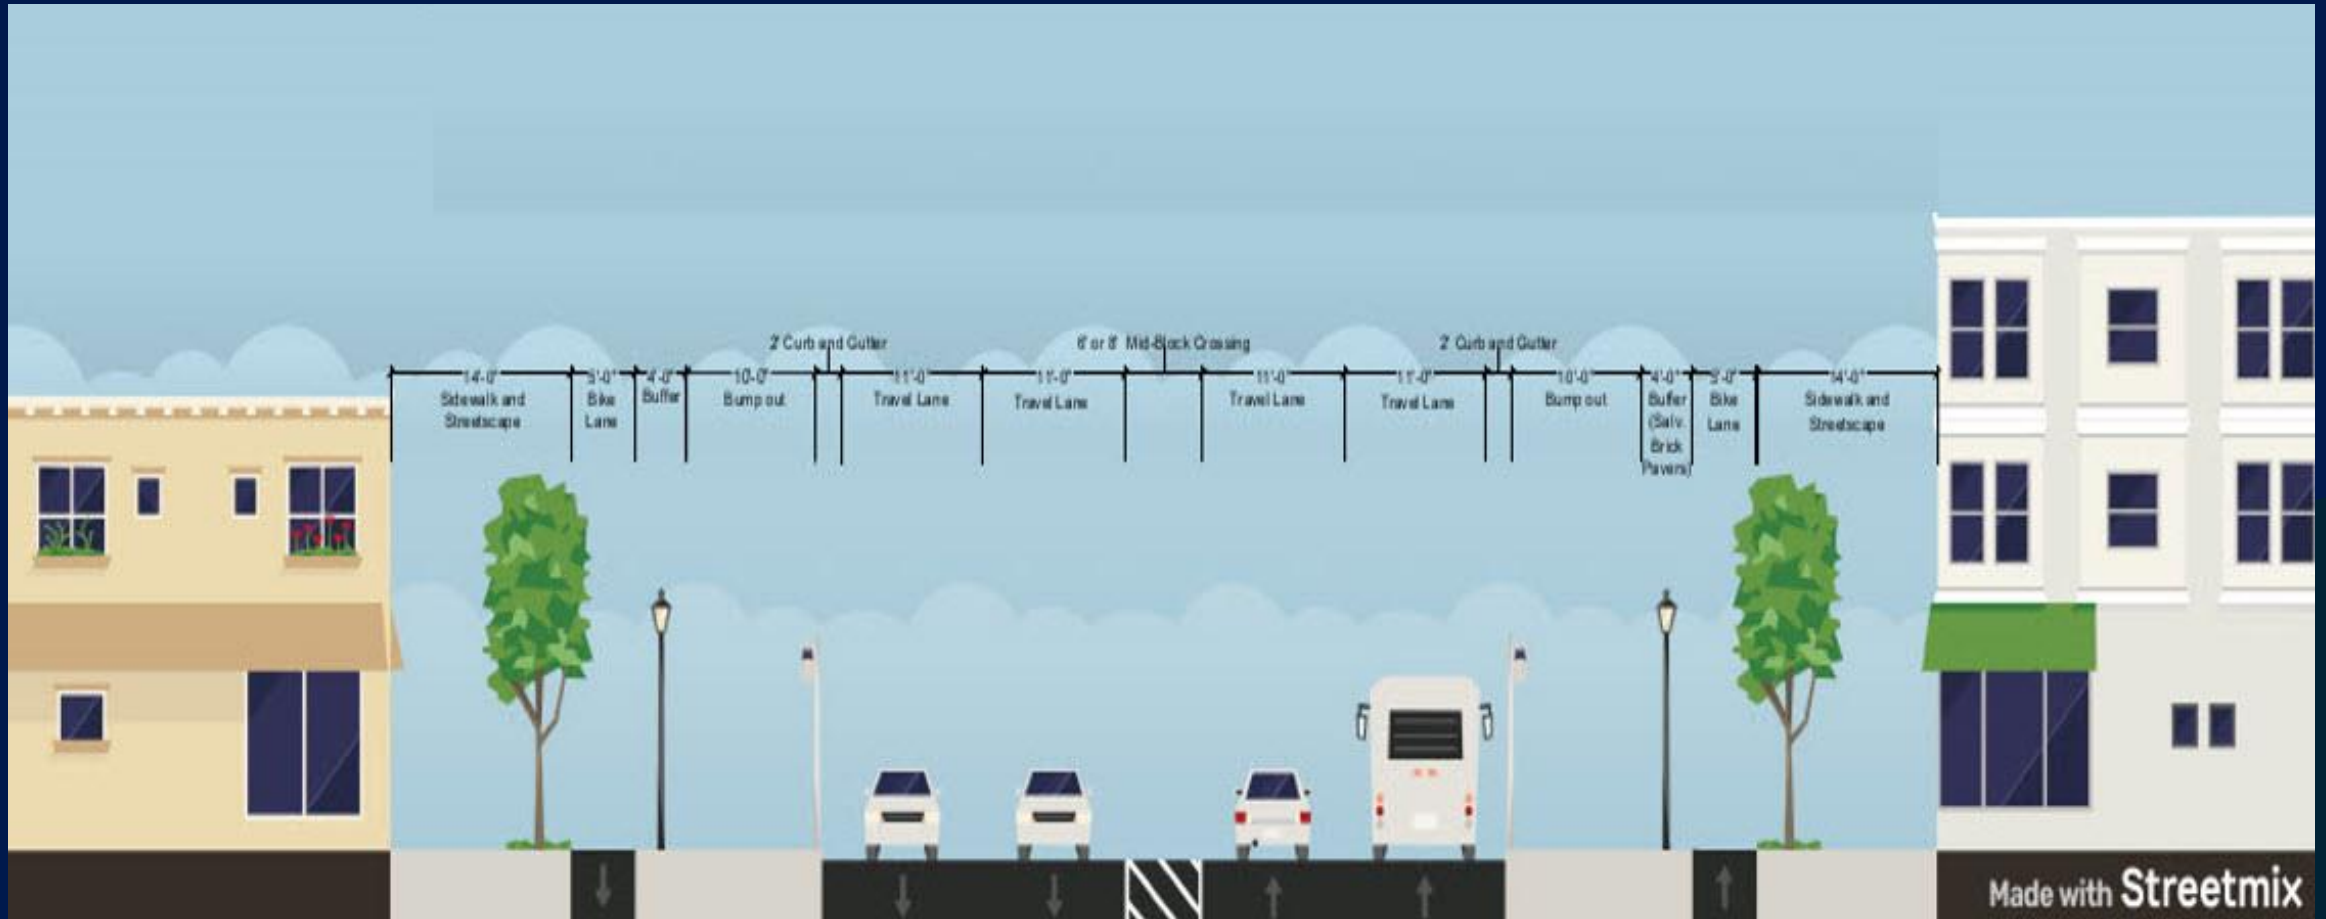 2' Curb and Gutter
6' or 8' Mid-Block Crossing
2' Curb and Gutter
14'-0"
5'-0"
4'-0"
10'-0"
11'-0"
11'-0"
11'-0"
11'-0"
10'-0"
4'-0"
5'-0"
14'-0"
Sidewalk and
Streetscape
Bike
Lane
Buffer
Bump out
Travel Lane
Travel Lane
Travel Lane
Travel Lane
Bump out
Buffer
(Salv.
Brick
Pavers)
Bike
Lane
Sidewalk and
Streetscape
Made with Streetmix